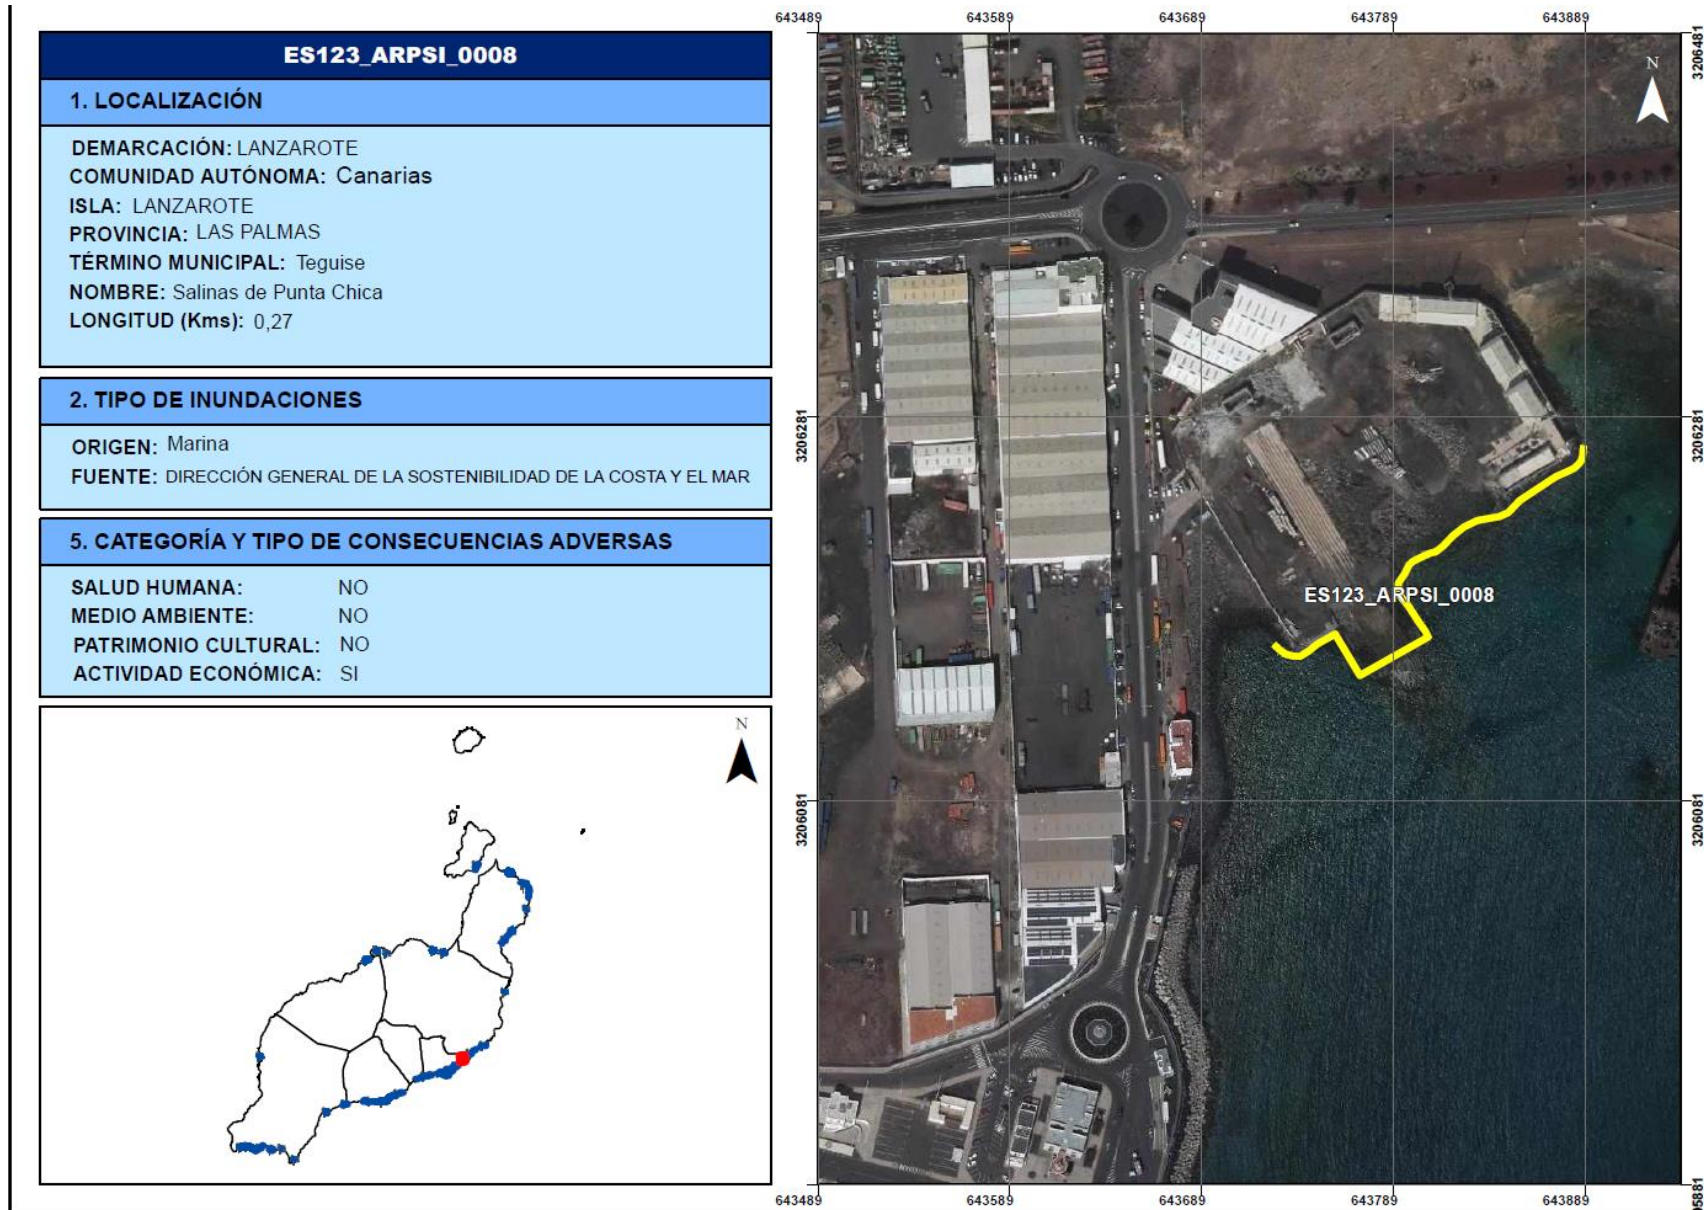 ES123_ARPSI_0008
1. LOCALIZACIÓN
DEMARCACIÓN: LANZAROTE
COMUNIDAD AUTÓNOMA: Canarias
ISLA: LANZAROTE
PROVINCIA: LAS PALMAS
TÉRMINO MUNICIPAL: Teguise
NOMBRE: Salinas de Punta Chica
LONGITUD (Kms): 0,27
2. TIPO DE INUNDACIONES
ORIGEN: Marina
FUENTE: DIRECCIÓN GENERAL DE LA SOSTENIBILIDAD DE LA COSTA Y EL MAR
5. CATEGORÍA Y TIPO DE CONSECUENCIAS ADVERSAS
SALUD HUMANA: NO
MEDIO AMBIENTE: NO
PATRIMONIO CULTURAL: NO
ACTIVIDAD ECONÓMICA: SI
N
643489 643589 643689 643789 643889
3206481
N
3206281 3206281
ES123_ARPSI_0008
3206081 3206081
5881
643489 643589 643689 643789 643889